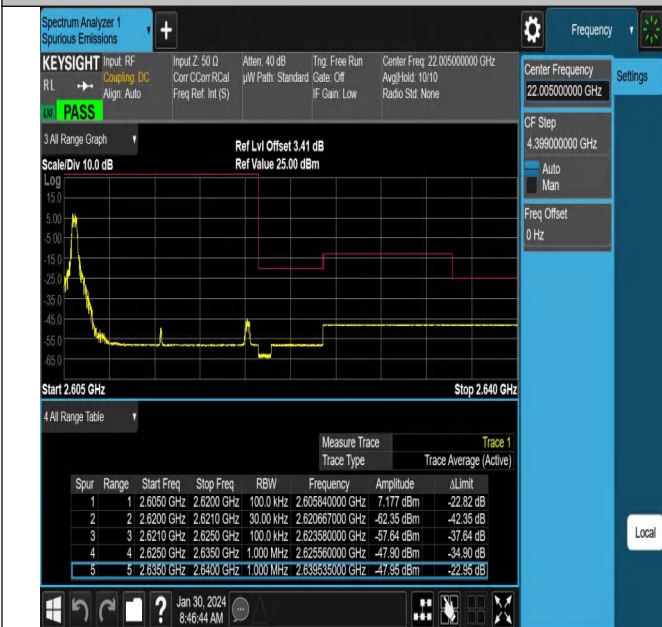 Spectrum Analyzer 1
Spurious Emissions
Frequency
KEYSIGHT
RL
Input: RF
Coupling: DC
Align: Auto
Input Z: 50 Ω
Corr CCorr RCal
Freq Ref: Int (S)
Atten: 40 dB
µW Path: Standard
Trig: Free Run
Gate: Off
IF Gain: Low
Center Freq: 22.005000000 GHz
Avg|Hold: 10/10
Radio Std: None
PASS
3 All Range Graph
Ref Lvl Offset 3.41 dB
Scale/Div 10.0 dB
Ref Value 25.00 dBm
Log
15.0
5.00
-5.00
-15.0
-25.0
-35.0
-45.0
-55.0
-65.0
Start 2.605 GHz
Stop 2.640 GHz
4 All Range Table
Measure Trace Trace 1
Trace Type Trace Average (Active)
Spur Range Start Freq Stop Freq RBW Frequency Amplitude ΔLimit
1 1 2.6050 GHz 2.6200 GHz 100.0 kHz 2.605840000 GHz 7.177 dBm -22.82 dB
2 2 2.6200 GHz 2.6210 GHz 30.00 kHz 2.620667000 GHz -62.35 dBm -42.35 dB
3 3 2.6210 GHz 2.6250 GHz 100.0 kHz 2.623580000 GHz -57.64 dBm -37.64 dB
4 4 2.6250 GHz 2.6350 GHz 1.000 MHz 2.625560000 GHz -47.90 dBm -34.90 dB
5 5 2.6350 GHz 2.6400 GHz 1.000 MHz 2.639535000 GHz -47.95 dBm -22.95 dB
Center Frequency
22.005000000 GHz
Settings
CF Step
4.399000000 GHz
Auto
Man
Freq Offset
0 Hz
Local
Jan 30, 2024
8:46:44 AM